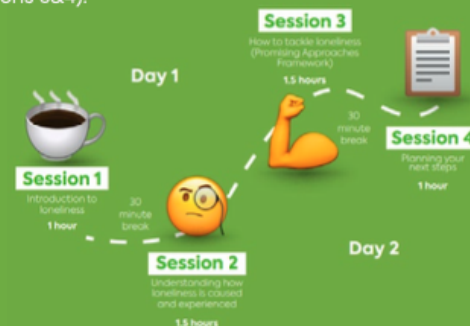 Day 1
Session 1
Introduction to
loneliness
1 hour
30
minute
break
Session 2
Understanding how
loneliness is caused
and experienced
1.5 hours
Session 3
How to tackle loneliness
(Promising Approaches
Framework)
1.5 hours
30
minute
break
Session 4
Planning your
next steps
1 hour
Day 2